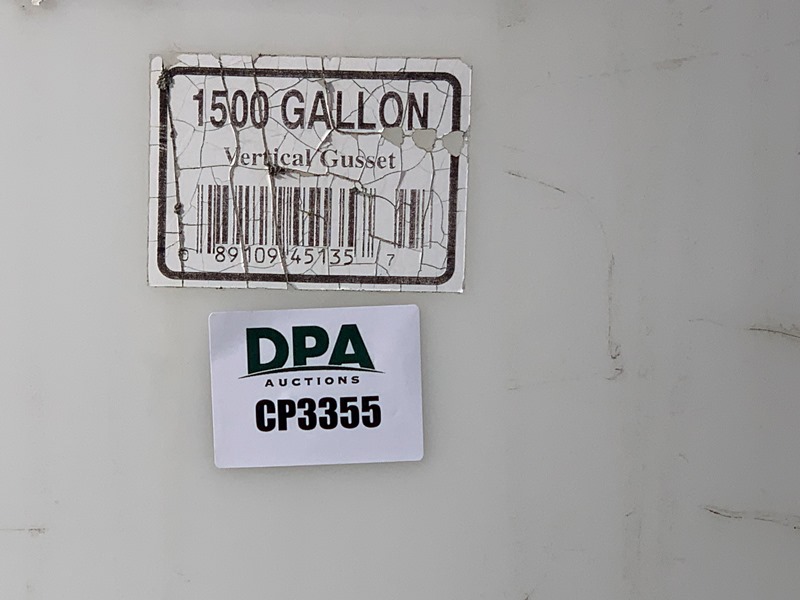 1500 GALLON
Vertical Gusset
0 89109 45135 7
DPA
AUCTIONS
CP3355